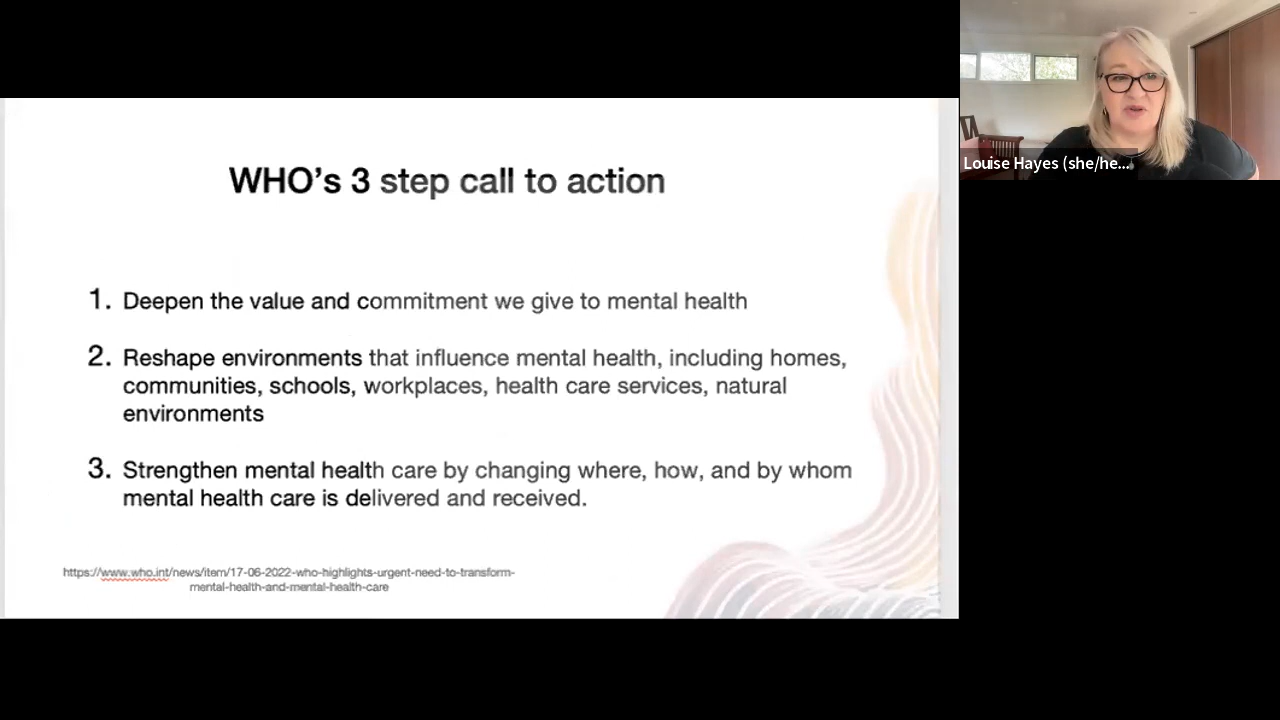 WHO's 3 step call to action
1. Deepen the value and commitment we give to mental health
2. Reshape environments that influence mental health, including homes,
communities, schools, workplaces, health care services, natural
environments
3. Strengthen mental health care by changing where, how, and by whom
mental health care is delivered and received.
https://www.who.int/news/item/17-06-2022-who-highlights-urgent-need-to-transform-
mental-health-and-mental-health-care
Louise Hayes (she/he...